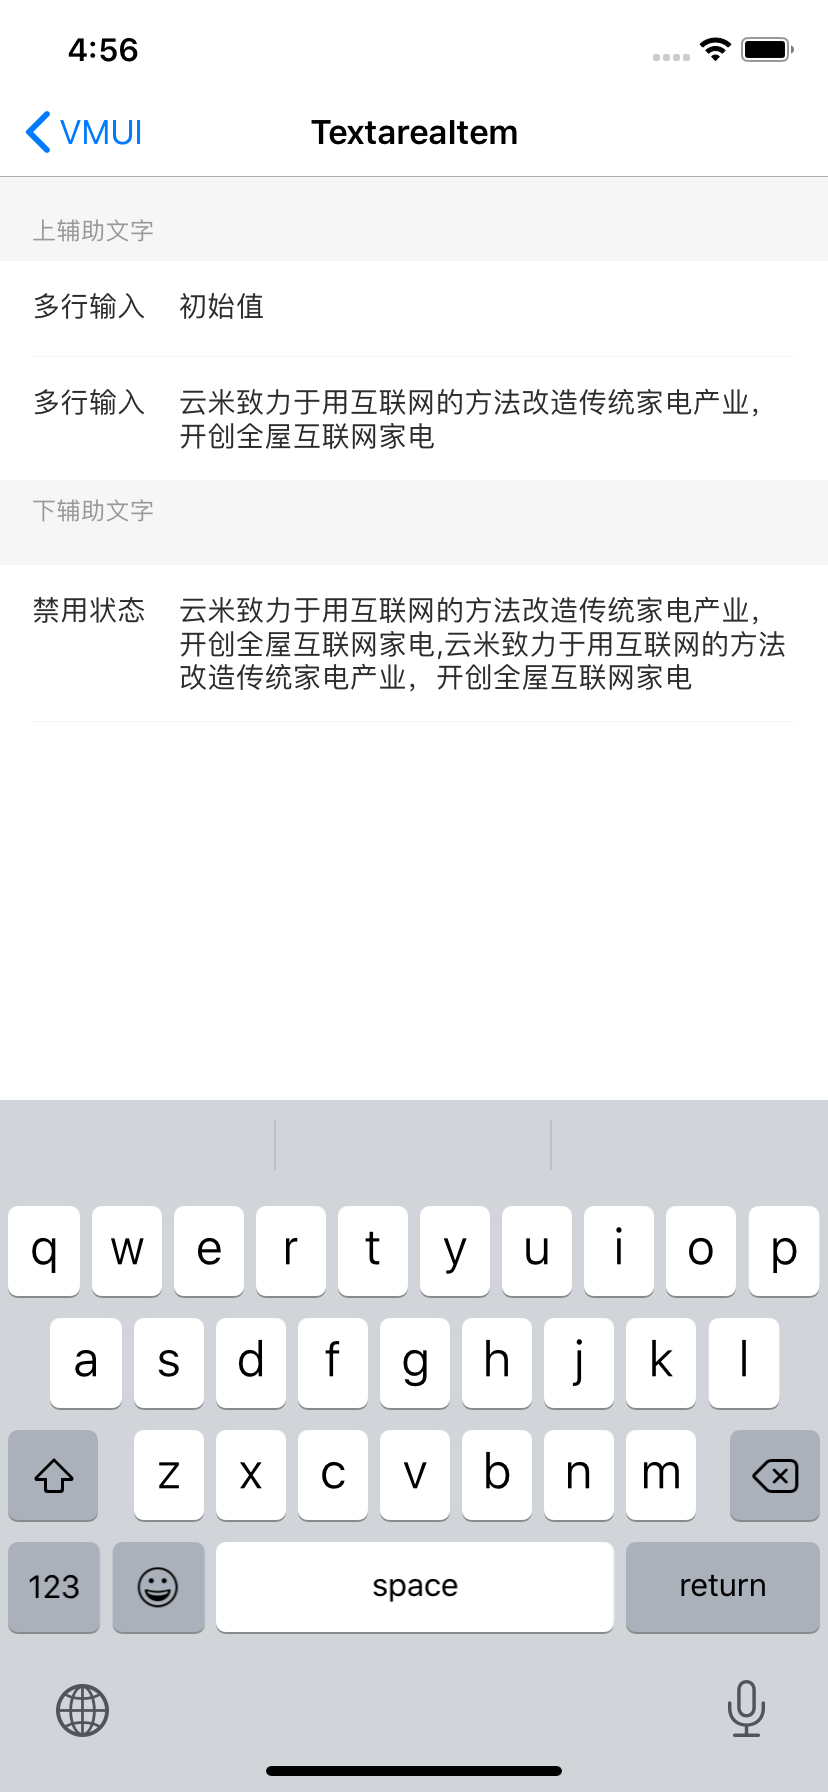 4:56
VMUI TextareaItem
上辅助文字
多行输入 初始值
多行输入 云米致力于用互联网的方法改造传统家电产业，
开创全屋互联网家电
下辅助文字
禁用状态 云米致力于用互联网的方法改造传统家电产业，
开创全屋互联网家电,云米致力于用互联网的方法
改造传统家电产业，开创全屋互联网家电
q w e r t y u i o p
a s d f g h j k l
z x c v b n m
123 space return